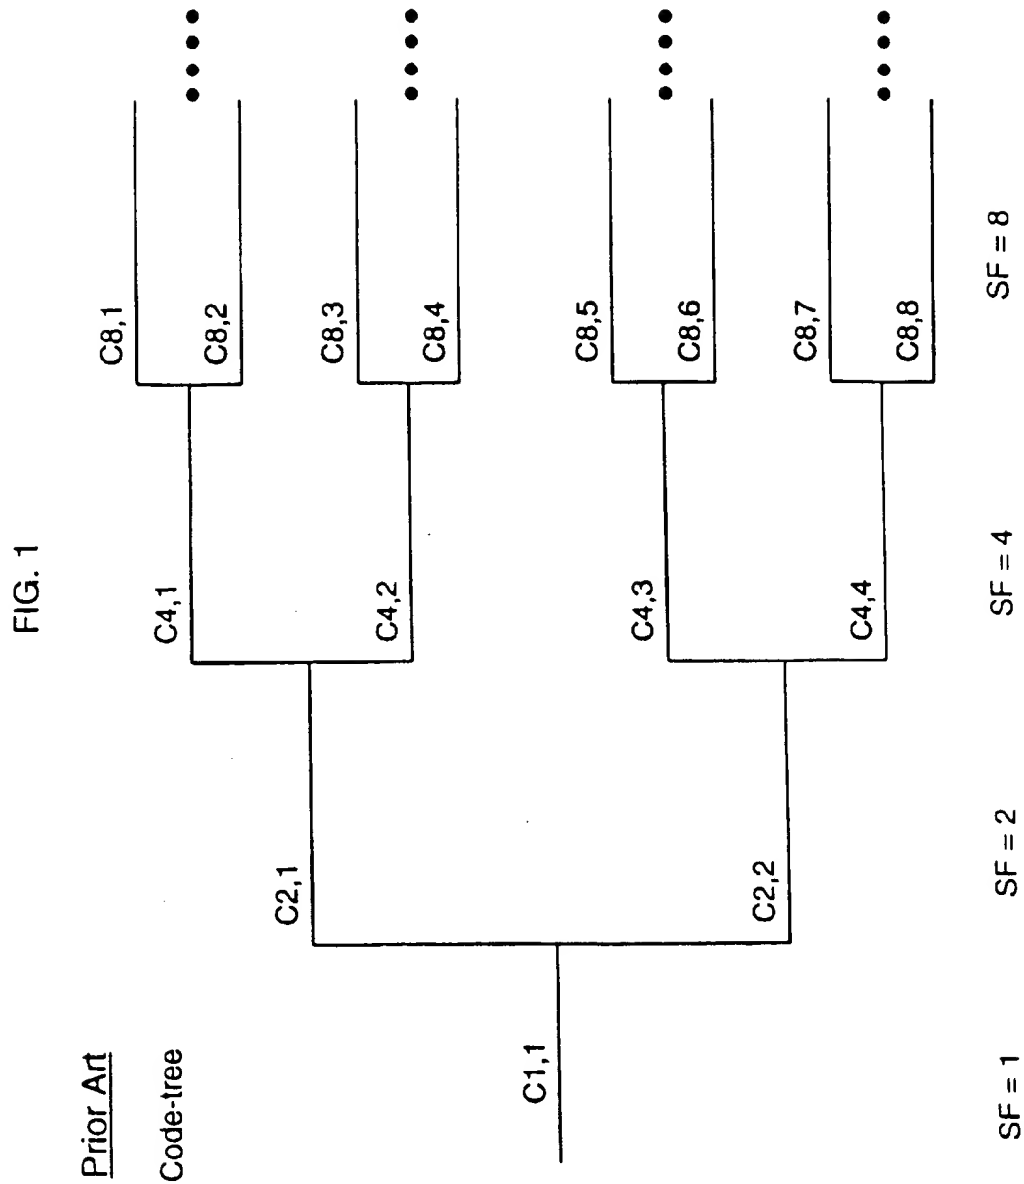 FIG. 1
Prior Art
Code-tree
C1,1
C2,1
C2,2
C4,1
C4,2
C4,3
C4,4
C8,1
C8,2
C8,3
C8,4
C8,5
C8,6
C8,7
C8,8
SF = 1
SF = 2
SF = 4
SF = 8